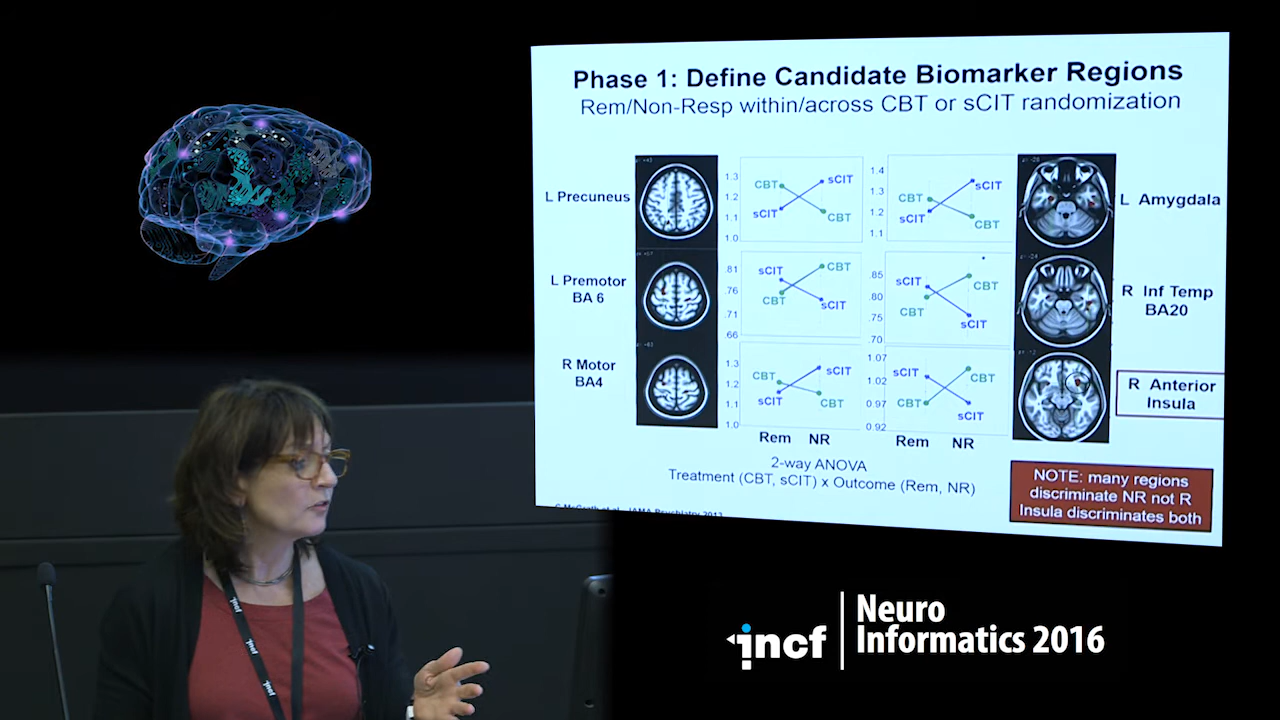 Phase 1: Define Candidate Biomarker Regions
Rem/Non-Resp within/across CBT or sCIT randomization
L Precuneus
1.3
1.2
1.1
1.0
CBT
sCIT
sCIT
CBT
1.4
1.3
1.2
1.1
CBT
sCIT
sCIT
CBT
L Amygdala
L Premotor
BA 6
.81
.76
.71
66
sCIT
CBT
CBT
sCIT
.85
.80
.75
.70
sCIT
CBT
CBT
sCIT
R Inf Temp
BA20
R Motor
BA4
1.3
1.2
1.1
1.0
CBT
sCIT
sCIT
CBT
1.07
1.02
0.97
0.92
sCIT
CBT
CBT
sCIT
R Anterior
Insula
Rem NR
Rem NR
2-way ANOVA
Treatment (CBT, sCIT) x Outcome (Rem, NR)
NOTE: many regions
discriminate NR not R
Insula discriminates both
incf
Neuro
Informatics 2016
incf
incf
incf